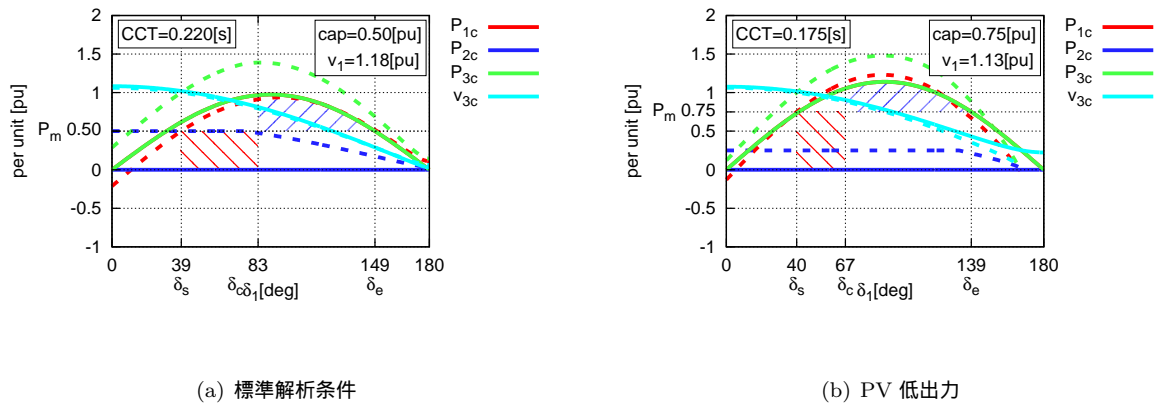 CCT=0.220[s]
cap=0.50[pu]
v1=1.18[pu]
per unit [pu]
2
1.5
1
Pm 0.50
0
-0.5
-1
0 39 83 149 180
δs δc δ1[deg] δe
P1c
P2c
P3c
v3c
(a) 標準解析条件
CCT=0.175[s]
cap=0.75[pu]
v1=1.13[pu]
per unit [pu]
2
1.5
1
Pm 0.75
0.5
0
-0.5
-1
0 40 67 139 180
δs δc δ1[deg] δe
P1c
P2c
P3c
v3c
(b) PV 低出力